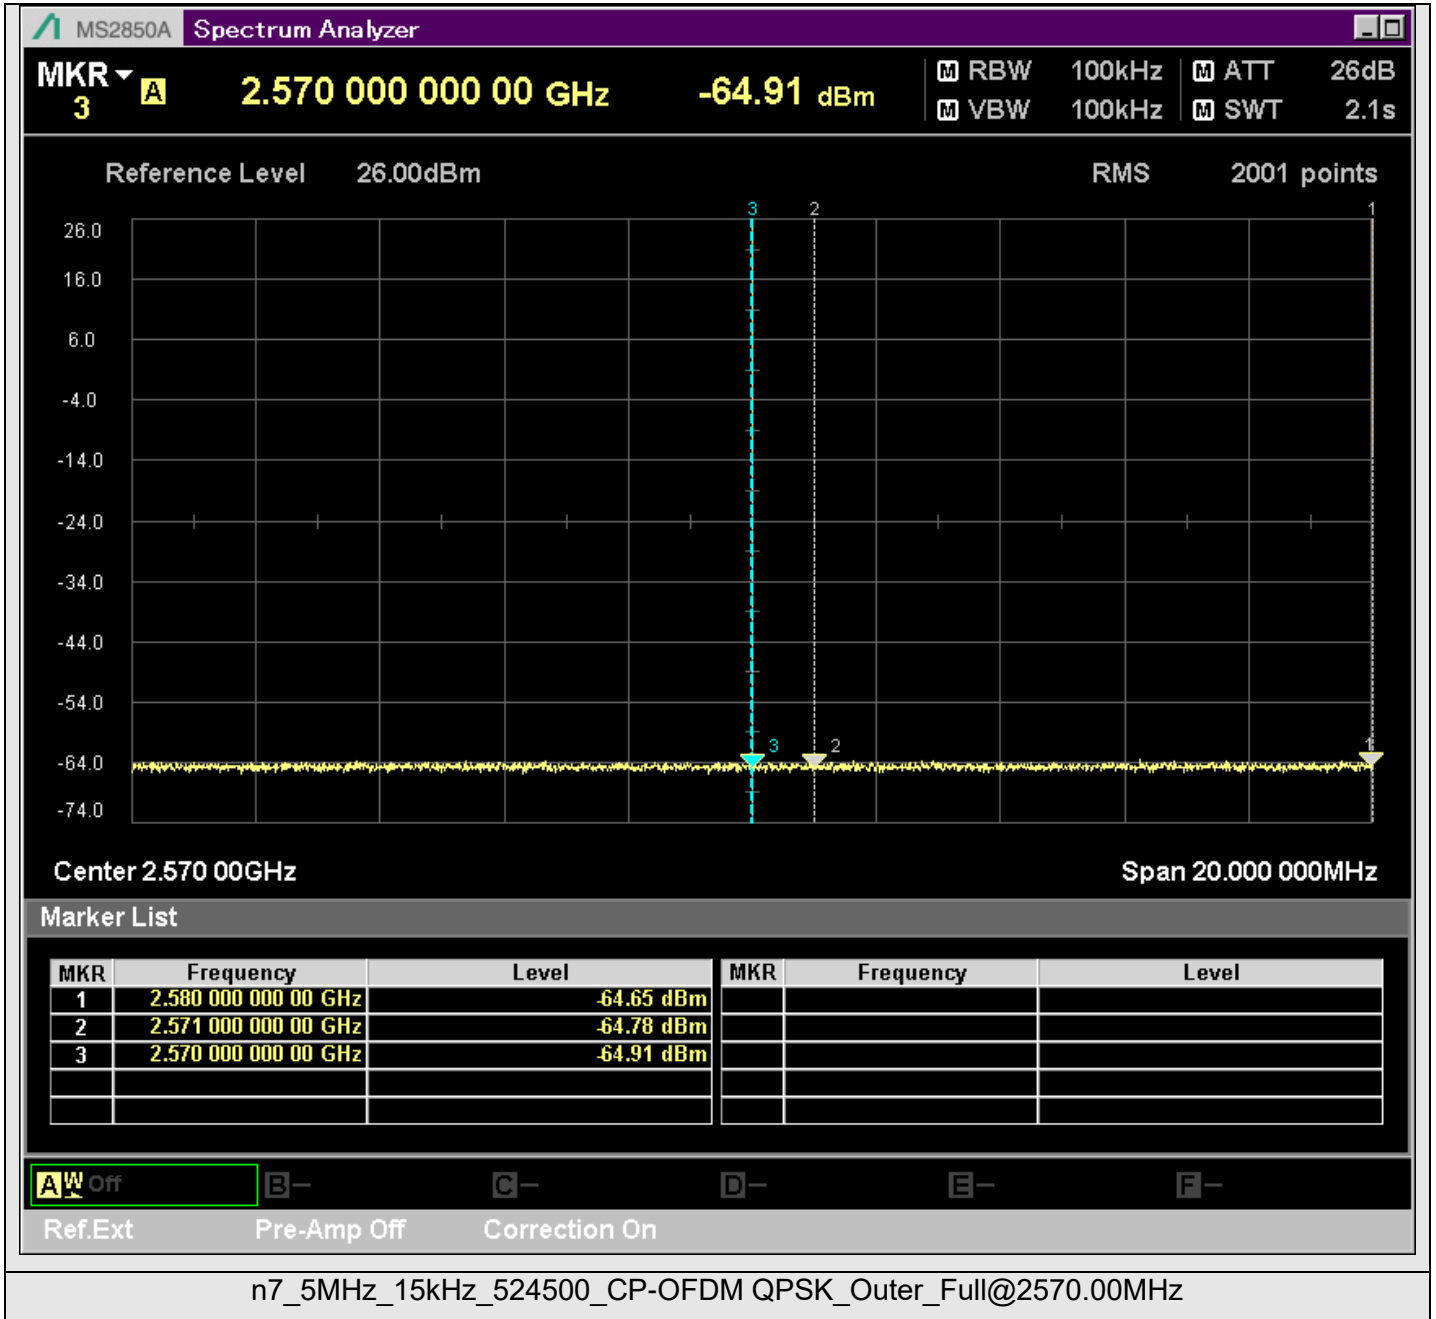 MS2850A Spectrum Analyzer
MKR A 2.570 000 000 00 GHz -64.91 dBm M RBW 100kHz M ATT 26dB
3 M VBW 100kHz M SWT 2.1s
Reference Level 26.00dBm RMS 2001 points
3 2 1
26.0
16.0
6.0
-4.0
-14.0
-24.0
-34.0
-44.0
-54.0
3 2 1
-64.0
-74.0
Center 2.570 00GHz Span 20.000 000MHz
Marker List
MKR Frequency Level MKR Frequency Level
1 2.580 000 000 00 GHz -64.65 dBm
2 2.571 000 000 00 GHz -64.78 dBm
3 2.570 000 000 00 GHz -64.91 dBm
A W Off B - C - D - E - F -
Ref.Ext Pre-Amp Off Correction On
n7_5MHz_15kHz_524500_CP-OFDM QPSK_Outer_Full@2570.00MHz